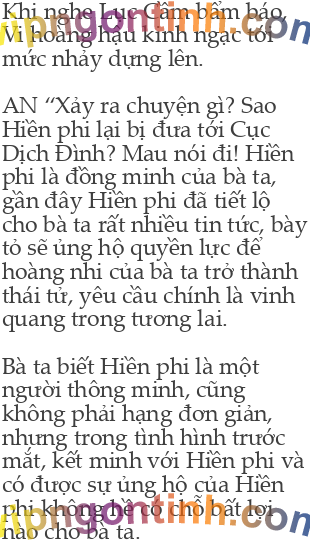 Khi nghe Lục Cầm bẩm báo,
Vi hoàng hậu kinh ngạc tới
mức nhảy dựng lên.
AN “Xảy ra chuyện gì? Sao
Hiền phi lại bị đưa tới Cục
Dịch Đình? Mau nói đi! Hiền
phi là đồng minh của bà ta,
gần đây Hiền phi đã tiết lộ
cho bà ta rất nhiều tin tức, bày
tỏ sẽ ủng hộ quyền lực để
hoàng nhi của bà ta trở thành
thái tử, yêu cầu chính là vinh
quang trong tương lai.
Bà ta biết Hiền phi là một
người thông minh, cũng
không phải hạng đơn giản,
nhưng trong tình hình trước
mắt, kết minh với Hiền phi và
có được sự ủng hộ của Hiền
phi không hề có chỗ bất lợi
nào cho bà ta.
vipngontinh.com
vipngontinh.com